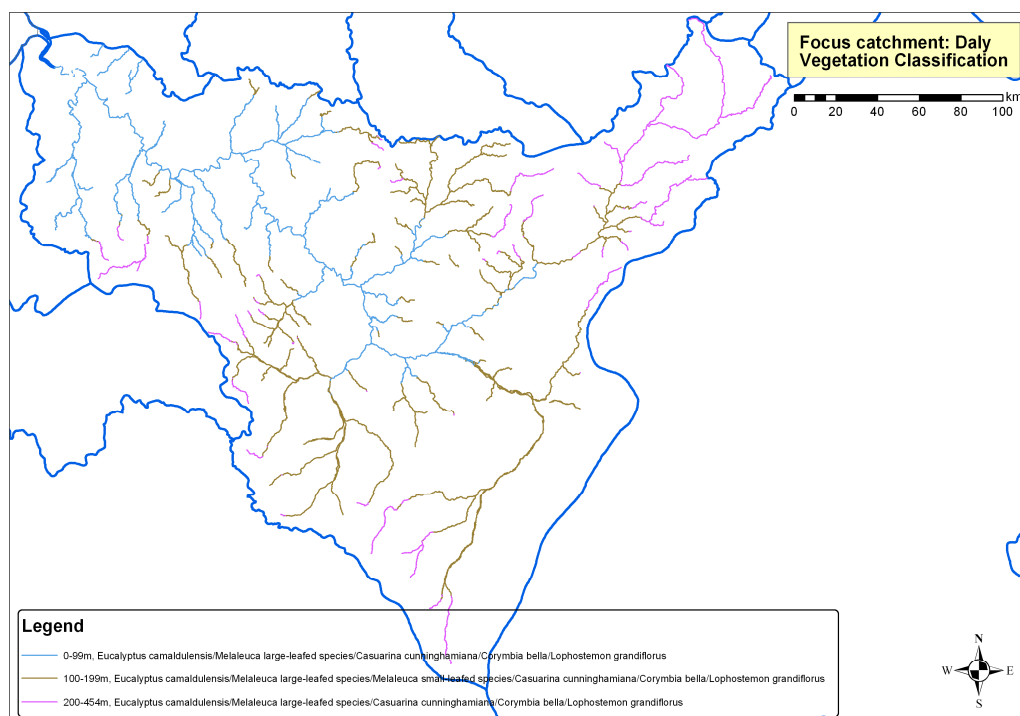 Focus catchment: Daly
Vegetation Classification
km
0 20 40 60 80 100
Legend
0-99m, Eucalyptus camaldulensis/Melaleuca large-leafed species/Casuarina cunninghamiana/Corymbia bella/Lophostemon grandiflorus
100-199m, Eucalyptus camaldulensis/Melaleuca large-leafed species/Melaleuca small-leafed species/Casuarina cunninghamiana/Corymbia bella/Lophostemon grandiflorus
200-454m, Eucalyptus camaldulensis/Melaleuca large-leafed species/Casuarina cunninghamiana/Corymbia bella/Lophostemon grandiflorus
N
W E
S